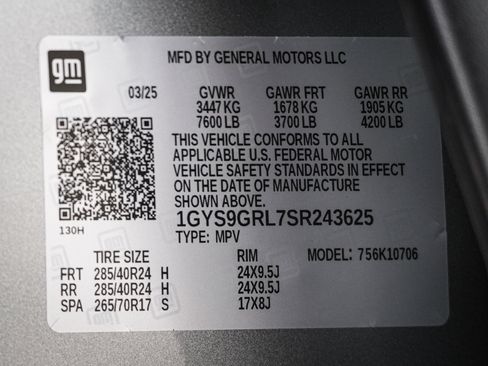 gm
MFD BY GENERAL MOTORS LLC
03/25 GVWR GAWR FRT GAWR RR
3447 KG 1678 KG 1905 KG
7600 LB 3700 LB 4200 LB
THIS VEHICLE CONFORMS TO ALL
APPLICABLE U.S. FEDERAL MOTOR
VEHICLE SAFETY STANDARDS IN EFFECT
ON THE DATE OF MANUFACTURE
SHOWN ABOVE.
130H
1GYS9GRL7SR243625
TYPE: MPV
TIRE SIZE RIM MODEL: 756K10706
FRT 285/40R24 H 24X9.5J
RR 285/40R24 H 24X9.5J
SPA 265/70R17 S 17X8J